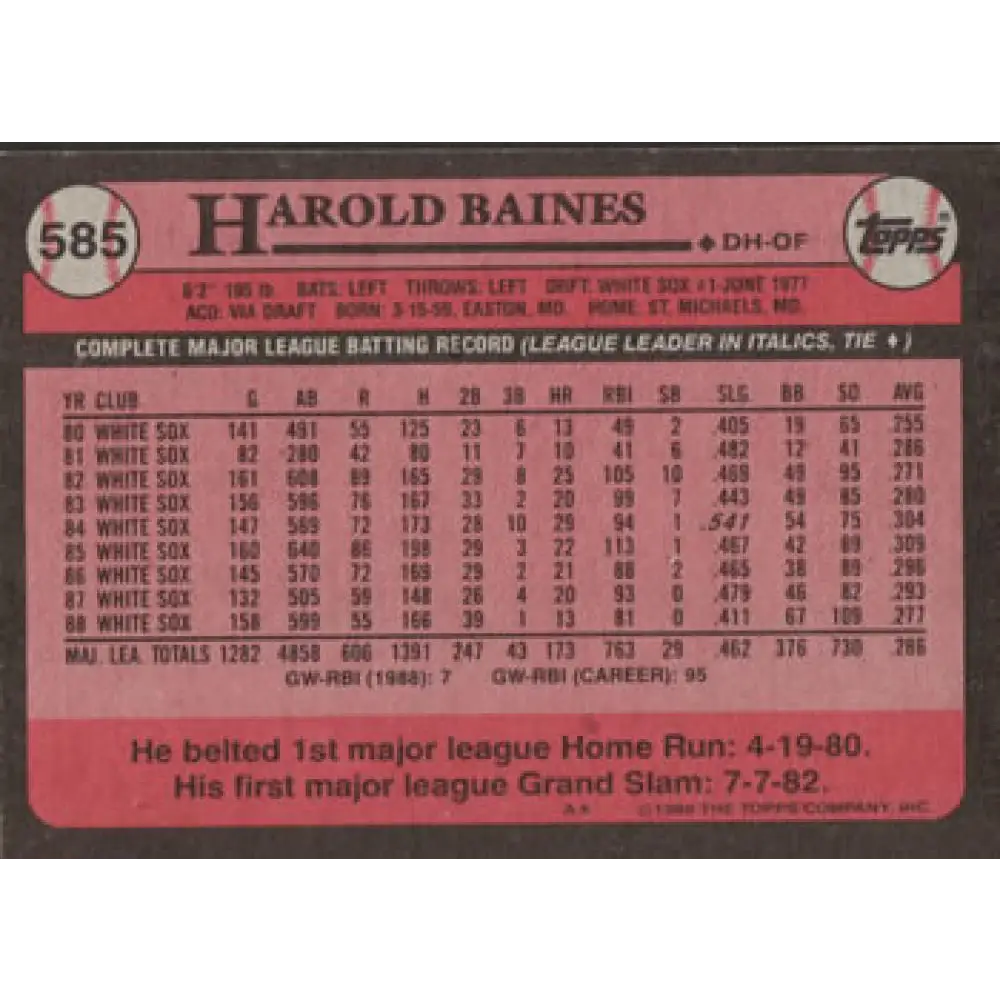 585
HAROLD BAINES
♦ DH-OF
TOPPS®
6'2" 195 lb. BATS: LEFT THROWS: LEFT DRFT: WHITE SOX #1-JUNE 1977
ACQ: VIA DRAFT BORN: 3-15-59, EASTON, MD. HOME: ST. MICHAELS, MD.
COMPLETE MAJOR LEAGUE BATTING RECORD (LEAGUE LEADER IN ITALICS, TIE ♦)
YR CLUB G AB R H 2B 3B HR RBI SB SLG BB SO AVG
80 WHITE SOX 141 491 55 125 23 6 13 49 2 .405 19 65 .255
81 WHITE SOX 82 280 42 80 11 7 10 41 6 .482 12 41 .286
82 WHITE SOX 161 608 89 165 29 8 25 105 10 .469 49 95 .271
83 WHITE SOX 156 596 76 167 33 2 20 99 7 .443 49 85 .280
84 WHITE SOX 147 569 72 173 28 10 29 94 1 .541 54 75 .304
85 WHITE SOX 160 640 86 198 29 3 22 113 1 .467 42 89 .309
86 WHITE SOX 145 570 72 169 29 2 21 88 2 .465 38 89 .296
87 WHITE SOX 132 505 59 148 26 4 20 93 0 .479 46 82 .293
88 WHITE SOX 158 599 55 166 39 1 13 81 0 .411 67 109 .277
MAJ. LEA. TOTALS 1282 4858 606 1391 247 43 173 763 29 .462 376 730 .286
GW-RBI (1988): 7 GW-RBI (CAREER): 95
He belted 1st major league Home Run: 4-19-80.
His first major league Grand Slam: 7-7-82.
© THE TOPPS COMPANY, INC.